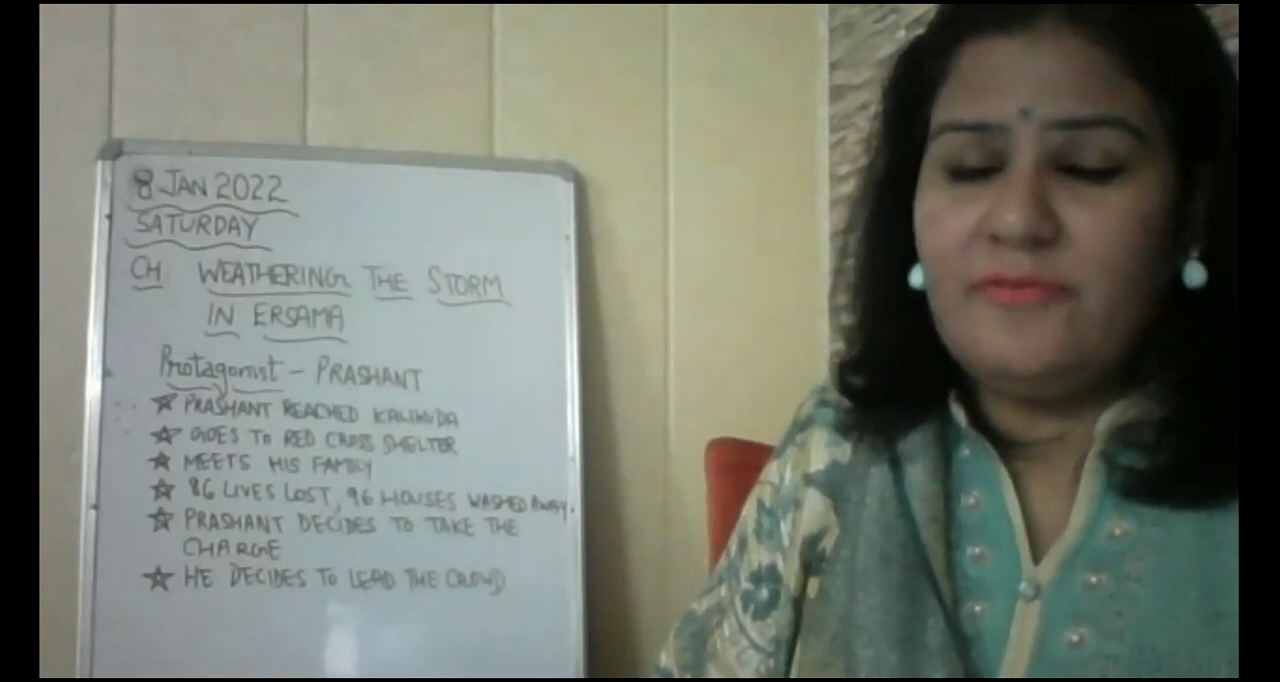 8 JAN 2022
SATURDAY
CH WEATHERING THE STORM
IN ERSAMA
Protagonist - PRASHANT
☆ PRASHANT REACHED KALIKUDA
☆ GOES TO RED CROSS SHELTER
☆ MEETS HIS FAMILY
☆ 86 LIVES LOST, 96 HOUSES WASHED AWAY.
☆ PRASHANT DECIDES TO TAKE THE
CHARGE
☆ HE DECIDES TO LEAD THE CROWD